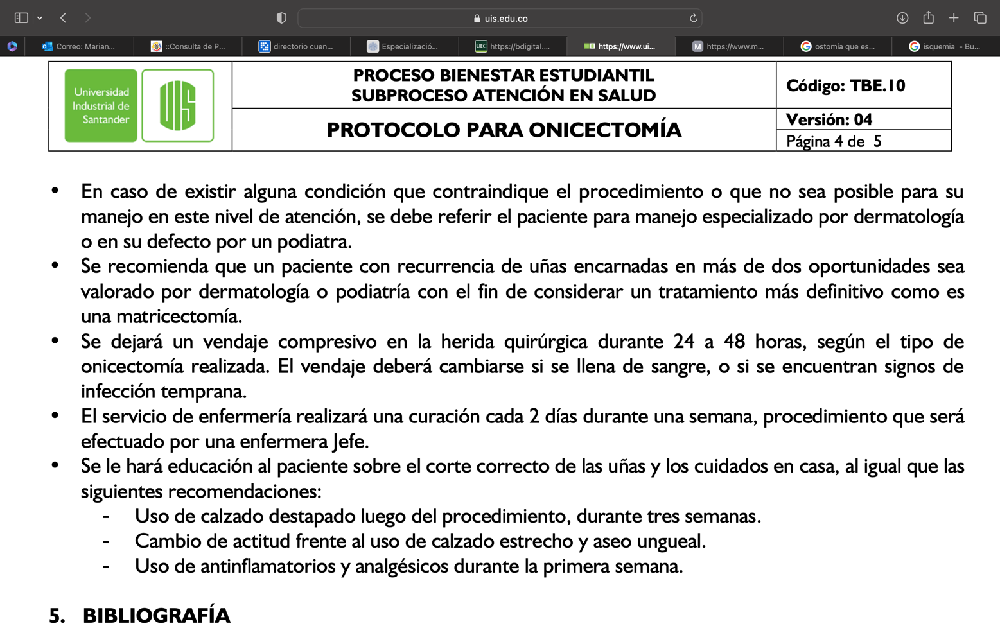 uis.edu.co
Correo: Marian...
::Consulta de P...
directorio cuen...
Especializació...
UEC https://bdigital....
https://www.ui...
M https://www.m...
G ostomía que es...
G isquemia - Bu...
Universidad
Industrial de
Santander
UIS
PROCESO BIENESTAR ESTUDIANTIL
SUBPROCESO ATENCIÓN EN SALUD
PROTOCOLO PARA ONICECTOMÍA
Código: TBE.10
Versión: 04
Página 4 de 5
• En caso de existir alguna condición que contraindique el procedimiento o que no sea posible para su
manejo en este nivel de atención, se debe referir el paciente para manejo especializado por dermatología
o en su defecto por un podiatra.
• Se recomienda que un paciente con recurrencia de uñas encarnadas en más de dos oportunidades sea
valorado por dermatología o podiatría con el fin de considerar un tratamiento más definitivo como es
una matricectomía.
• Se dejará un vendaje compresivo en la herida quirúrgica durante 24 a 48 horas, según el tipo de
onicectomía realizada. El vendaje deberá cambiarse si se llena de sangre, o si se encuentran signos de
infección temprana.
• El servicio de enfermería realizará una curación cada 2 días durante una semana, procedimiento que será
efectuado por una enfermera Jefe.
• Se le hará educación al paciente sobre el corte correcto de las uñas y los cuidados en casa, al igual que las
siguientes recomendaciones:
- Uso de calzado destapado luego del procedimiento, durante tres semanas.
- Cambio de actitud frente al uso de calzado estrecho y aseo ungueal.
- Uso de antinflamatorios y analgésicos durante la primera semana.
5. BIBLIOGRAFÍA